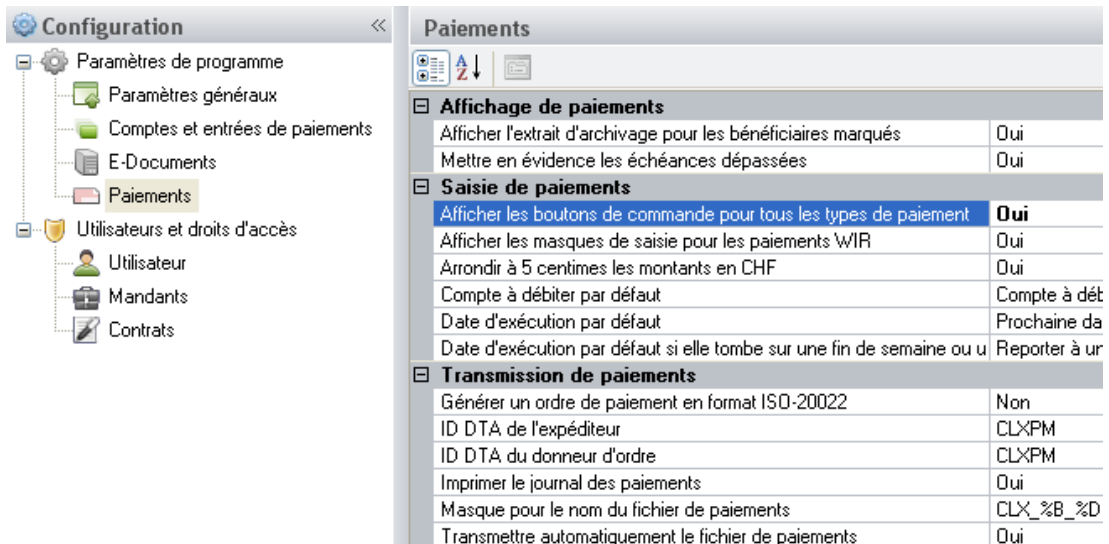 Configuration «
Paramètres de programme
Paramètres généraux
Comptes et entrées de paiements
E-Documents
Paiements
Utilisateurs et droits d'accès
Utilisateur
Mandants
Contrats
Paiements
Affichage de paiements
Afficher l'extrait d'archivage pour les bénéficiaires marqués Oui
Mettre en évidence les échéances dépassées Oui
Saisie de paiements
Afficher les boutons de commande pour tous les types de paiement Oui
Afficher les masques de saisie pour les paiements WIR Oui
Arrondir à 5 centimes les montants en CHF Oui
Compte à débiter par défaut Compte à déb
Date d'exécution par défaut Prochaine da
Date d'exécution par défaut si elle tombe sur une fin de semaine ou u Reporter à un
Transmission de paiements
Générer un ordre de paiement en format ISO-20022 Non
ID DTA de l'expéditeur CLXPM
ID DTA du donneur d'ordre CLXPM
Imprimer le journal des paiements Oui
Masque pour le nom du fichier de paiements CLX_%B_%D
Transmettre automatiquement le fichier de paiements Oui